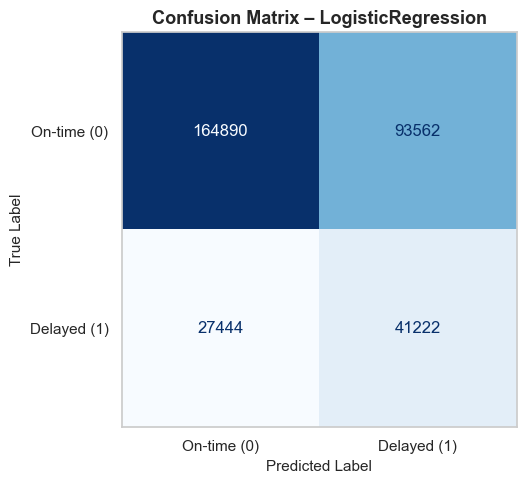 Confusion Matrix – LogisticRegression
True Label
On-time (0)
164890
93562
Delayed (1)
27444
41222
On-time (0)
Delayed (1)
Predicted Label